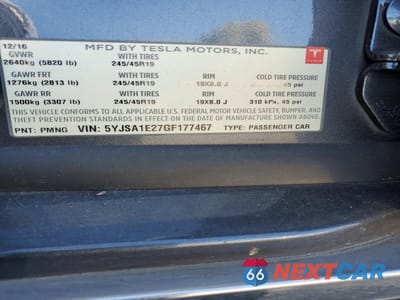 12/16 MFD BY TESLA MOTORS, INC.
GVWR WITH TIRES
2640kg (5820 lb) 245/45R19
GAWR FRT WITH TIRES RIM COLD TIRE PRESSURE
1276kg (2813 lb) 245/45R19 19X8.0 J 45 psi
GAWR RR WITH TIRES RIM COLD TIRE PRESSURE
1500kg (3307 lb) 245/45R19 19X8.0 J 310 kPa, 45 psi
THIS VEHICLE CONFORMS TO ALL APPLICABLE FEDERAL MOTOR VEHICLE SAFETY, BUMPER, AND
THEFT PREVENTION STANDARDS IN EFFECT ON THE DATE OF MANUFACTURE SHOWN ABOVE.
PNT: PMNG VIN: 5YJSA1E27GF177467 TYPE: PASSENGER CAR
TESLA
66 NEXTCAR